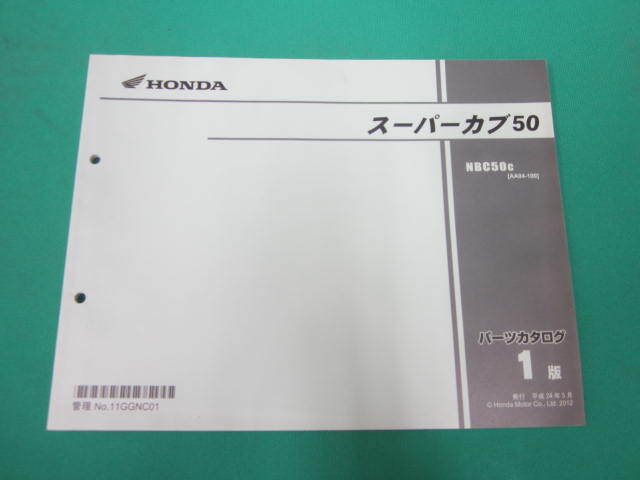 HONDA
スーパーカブ50
NBC50C
[AA04-100]
パーツカタログ
1版
発行 平成24年5月
© Honda Motor Co., Ltd. 2012
管理 No.11GGNC01